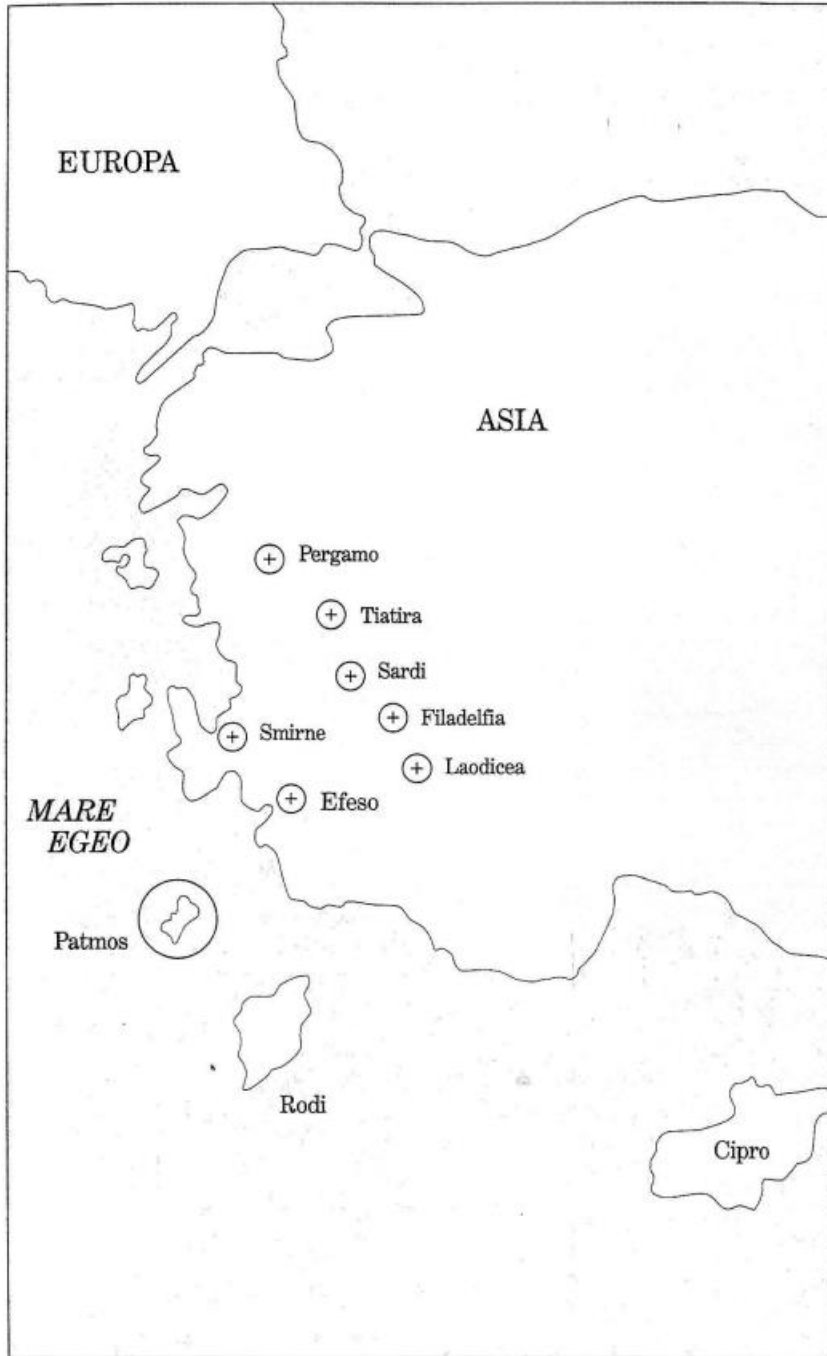 EUROPA
ASIA
Pergamo
Tiatira
Sardi
Filadelfia
Smirne
Laodicea
Efeso
MARE
EGEO
Patmos
Rodi
Cipro